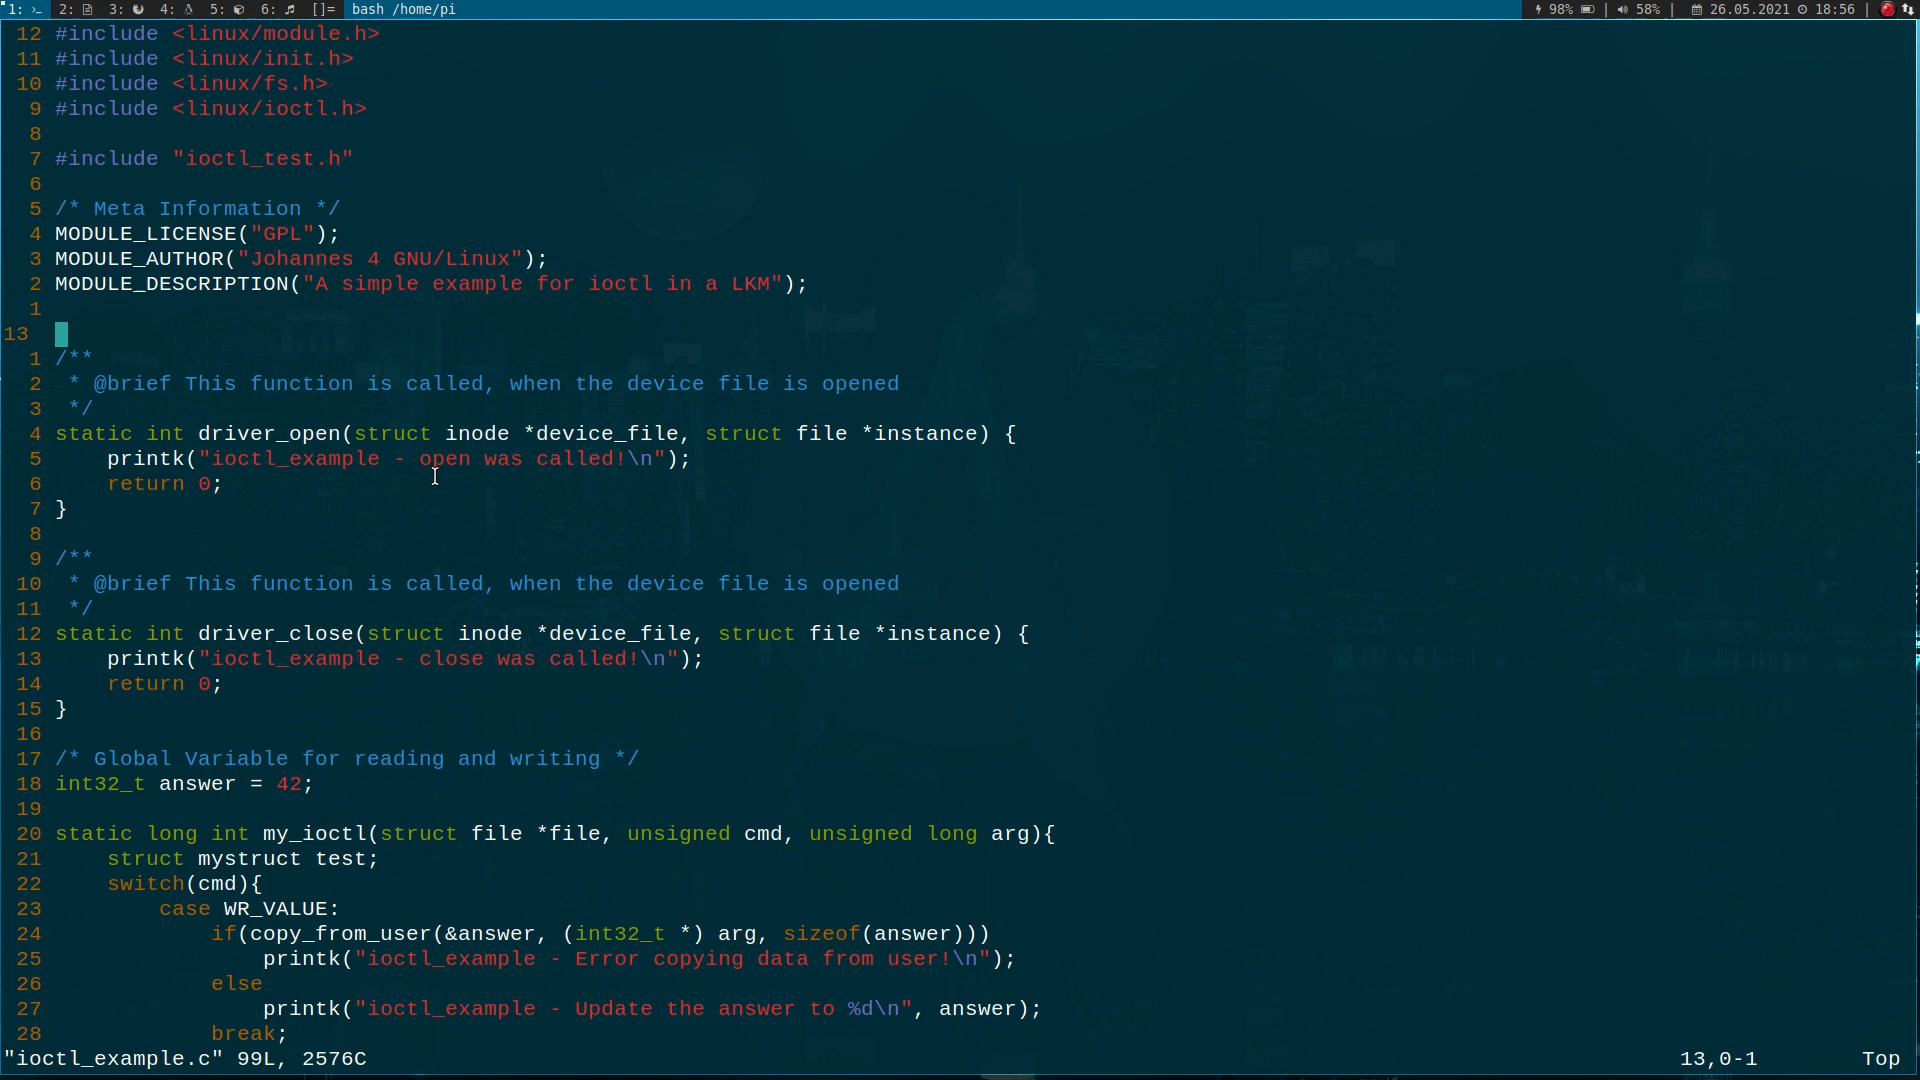 1: 2: 3: 4: 5: 6: []= bash /home/pi 98% | 58% | 26.05.2021 18:56 |
12 #include <linux/module.h>
11 #include <linux/init.h>
10 #include <linux/fs.h>
9 #include <linux/ioctl.h>
8
7 #include "ioctl_test.h"
6
5 /* Meta Information */
4 MODULE_LICENSE("GPL");
3 MODULE_AUTHOR("Johannes 4 GNU/Linux");
2 MODULE_DESCRIPTION("A simple example for ioctl in a LKM");
1
13
1 /**
2  * @brief This function is called, when the device file is opened
3  */
4 static int driver_open(struct inode *device_file, struct file *instance) {
5     printk("ioctl_example - open was called!\n");
6     return 0;
7 }
8
9 /**
10  * @brief This function is called, when the device file is opened
11  */
12 static int driver_close(struct inode *device_file, struct file *instance) {
13     printk("ioctl_example - close was called!\n");
14     return 0;
15 }
16
17 /* Global Variable for reading and writing */
18 int32_t answer = 42;
19
20 static long int my_ioctl(struct file *file, unsigned cmd, unsigned long arg){
21     struct mystruct test;
22     switch(cmd){
23         case WR_VALUE:
24             if(copy_from_user(&answer, (int32_t *) arg, sizeof(answer)))
25                 printk("ioctl_example - Error copying data from user!\n");
26             else
27                 printk("ioctl_example - Update the answer to %d\n", answer);
28             break;
"ioctl_example.c" 99L, 2576C 13,0-1 Top